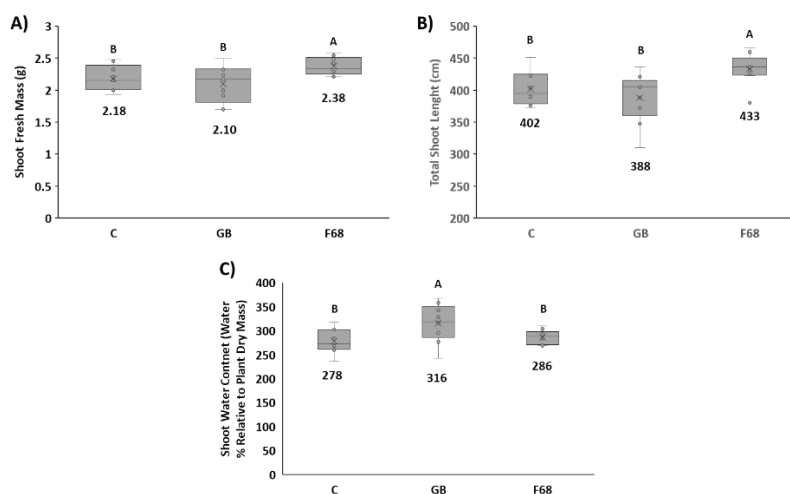 A)
Shoot Fresh Mass (g)
3
2.5
2
1.5
1
0.5
0
B
B
A
2.18
2.10
2.38
C
GB
F68
B)
Total Shoot Lenght (cm)
500
450
400
350
300
250
200
B
B
A
402
388
433
C
GB
F68
C)
Shoot Water Contnet (Water
% Relative to Plant Dry Mass)
400
350
300
250
200
150
100
50
0
B
A
B
278
316
286
C
GB
F68